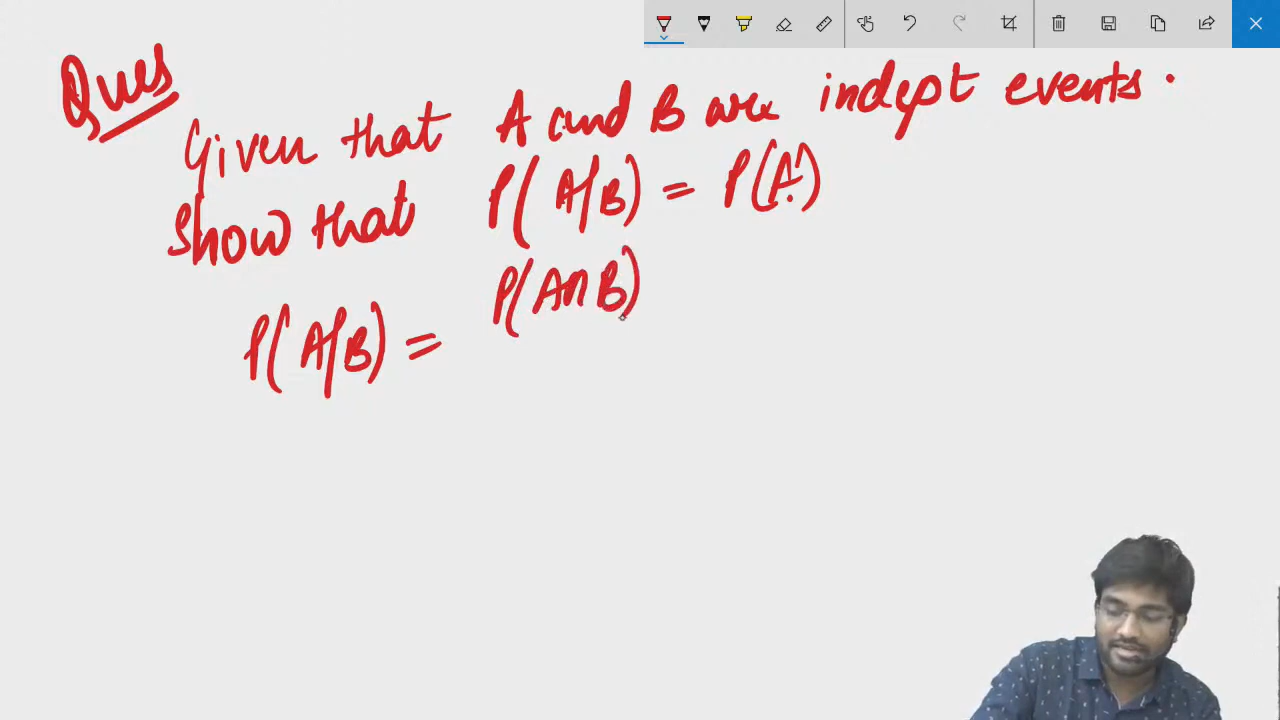 Ques
Given that A and B are indept events.
Show that P(A/B) = P(A).
P(A∩B)
P(A/B) =